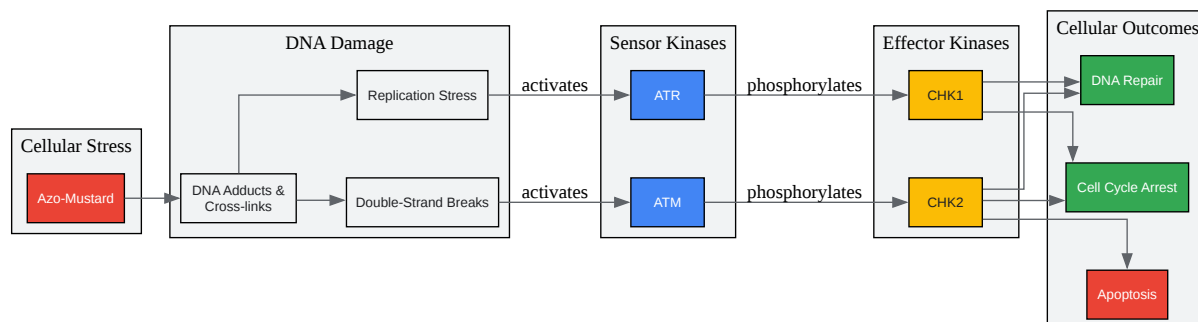 Cellular Stress
Azo-Mustard
DNA Damage
DNA Adducts &
Cross-links
Replication Stress
Double-Strand Breaks
activates
activates
Sensor Kinases
ATR
ATM
phosphorylates
phosphorylates
Effector Kinases
CHK1
CHK2
Cellular Outcomes
DNA Repair
Cell Cycle Arrest
Apoptosis